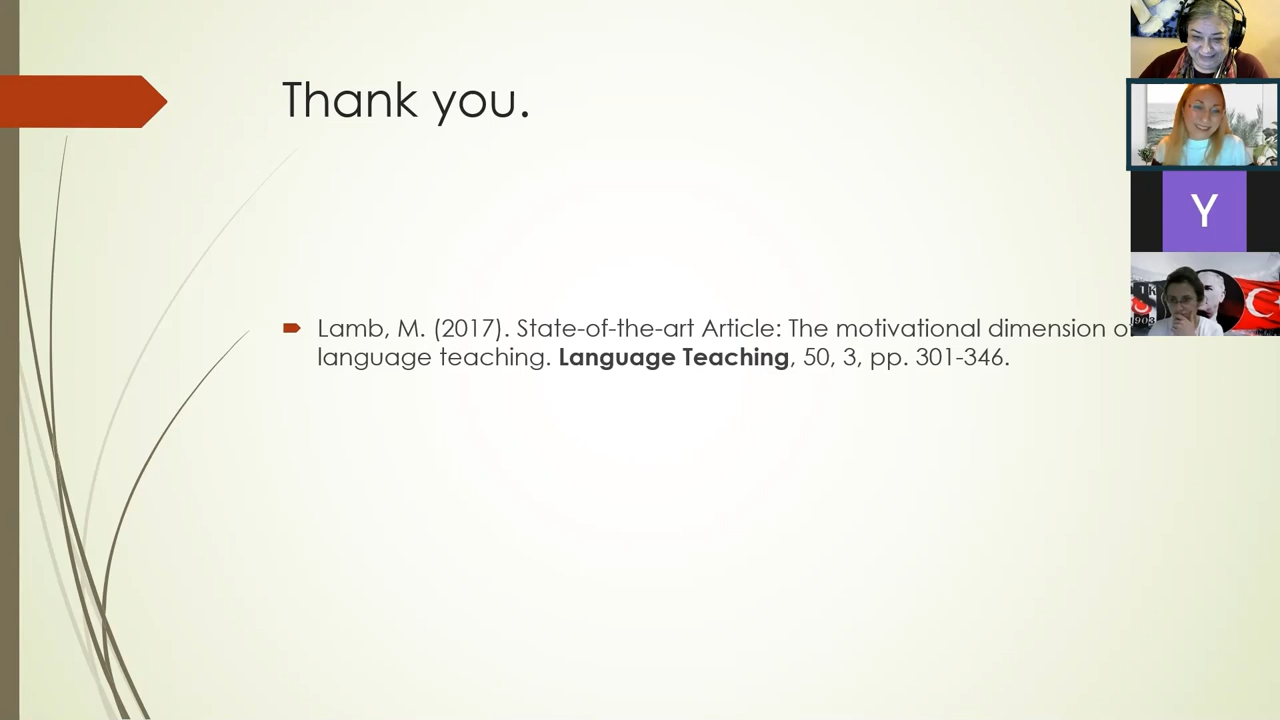 Thank you.
Lamb, M. (2017). State-of-the-art Article: The motivational dimension of
language teaching. Language Teaching, 50, 3, pp. 301-346.
Y
1903